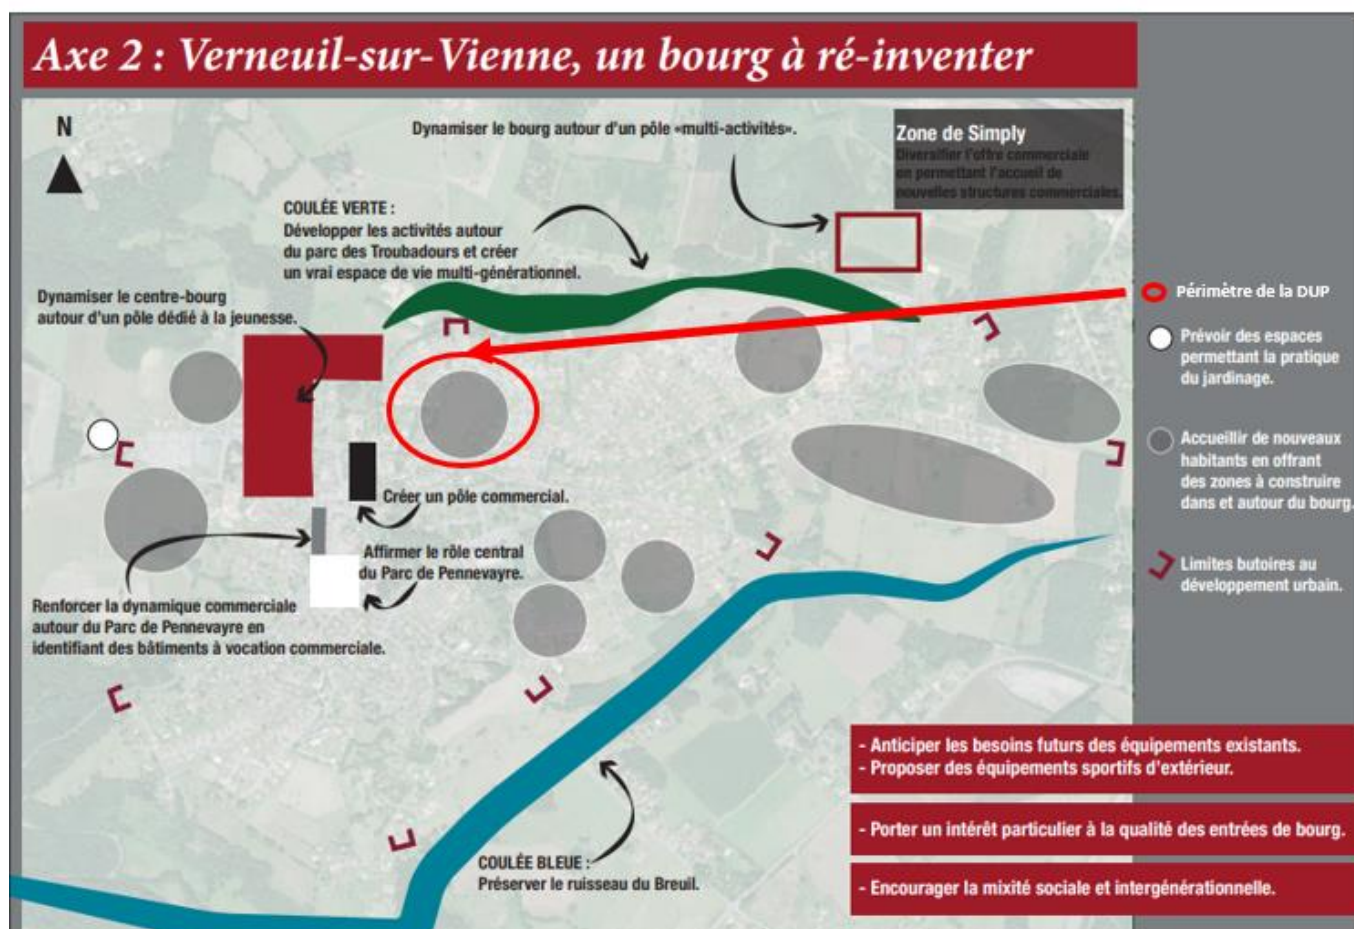 Axe 2 : Verneuil-sur-Vienne, un bourg à ré-inventer
N
Dynamiser le bourg autour d'un pôle «multi-activités».
Zone de Simply
Diversifier l'offre commerciale
en permettant l'accueil de
nouvelles structures commerciales.
COULÉE VERTE :
Développer les activités autour
du parc des Troubadours et créer
un vrai espace de vie multi-générationnel.
Dynamiser le centre-bourg
autour d'un pôle dédié à la jeunesse.
Périmètre de la DUP
Prévoir des espaces
permettant la pratique
du jardinage.
Accueillir de nouveaux
habitants en offrant
des zones à construire
dans et autour du bourg.
Limites butoires au
développement urbain.
Créer un pôle commercial.
Affirmer le rôle central
du Parc de Pennevayre.
Renforcer la dynamique commerciale
autour du Parc de Pennevayre en
identifiant des bâtiments à vocation commerciale.
COULÉE BLEUE :
Préserver le ruisseau du Breuil.
- Anticiper les besoins futurs des équipements existants.
- Proposer des équipements sportifs d'extérieur.
- Porter un intérêt particulier à la qualité des entrées de bourg.
- Encourager la mixité sociale et intergénérationnelle.